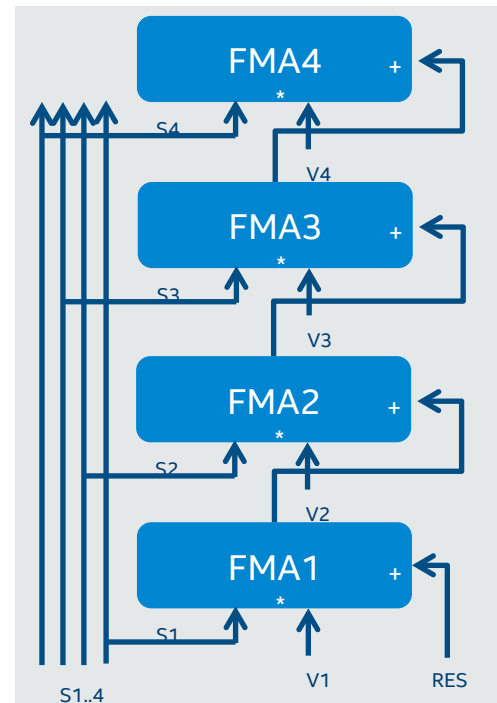 FMA4
+
*
S4
V4
FMA3
+
*
S3
V3
FMA2
+
*
S2
V2
FMA1
+
*
S1
V1
RES
S1..4